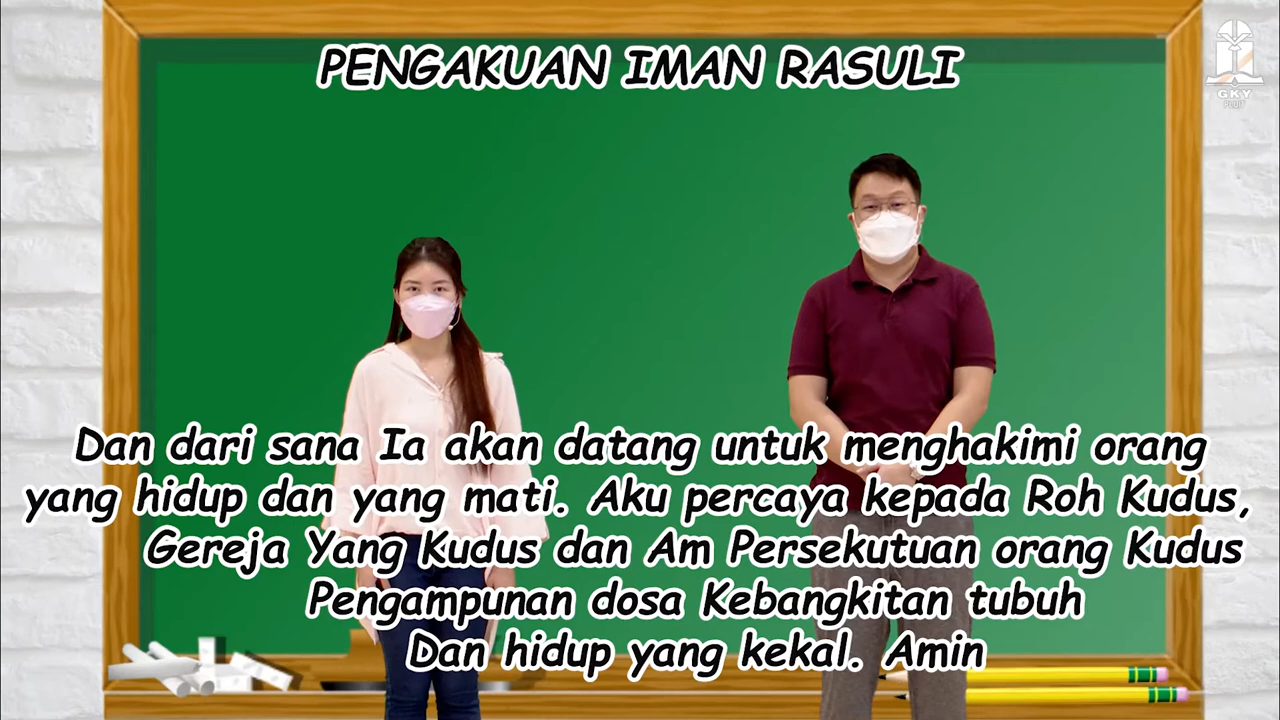 PENGAKUAN IMAN RASULI
GKY
PLUIT
Dan dari sana Ia akan datang untuk menghakimi orang
yang hidup dan yang mati. Aku percaya kepada Roh Kudus,
Gereja Yang Kudus dan Am Persekutuan orang Kudus
Pengampunan dosa Kebangkitan tubuh
Dan hidup yang kekal. Amin